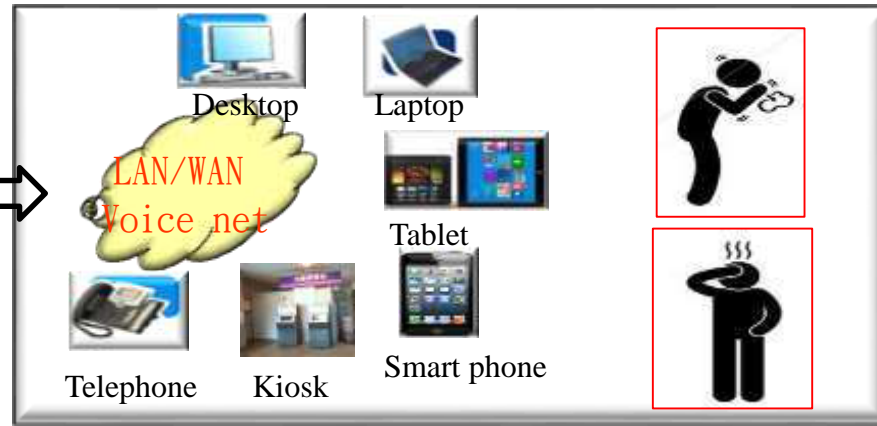 Desktop
Laptop
LAN/WAN
Voice net
Tablet
Telephone
Kiosk
Smart phone